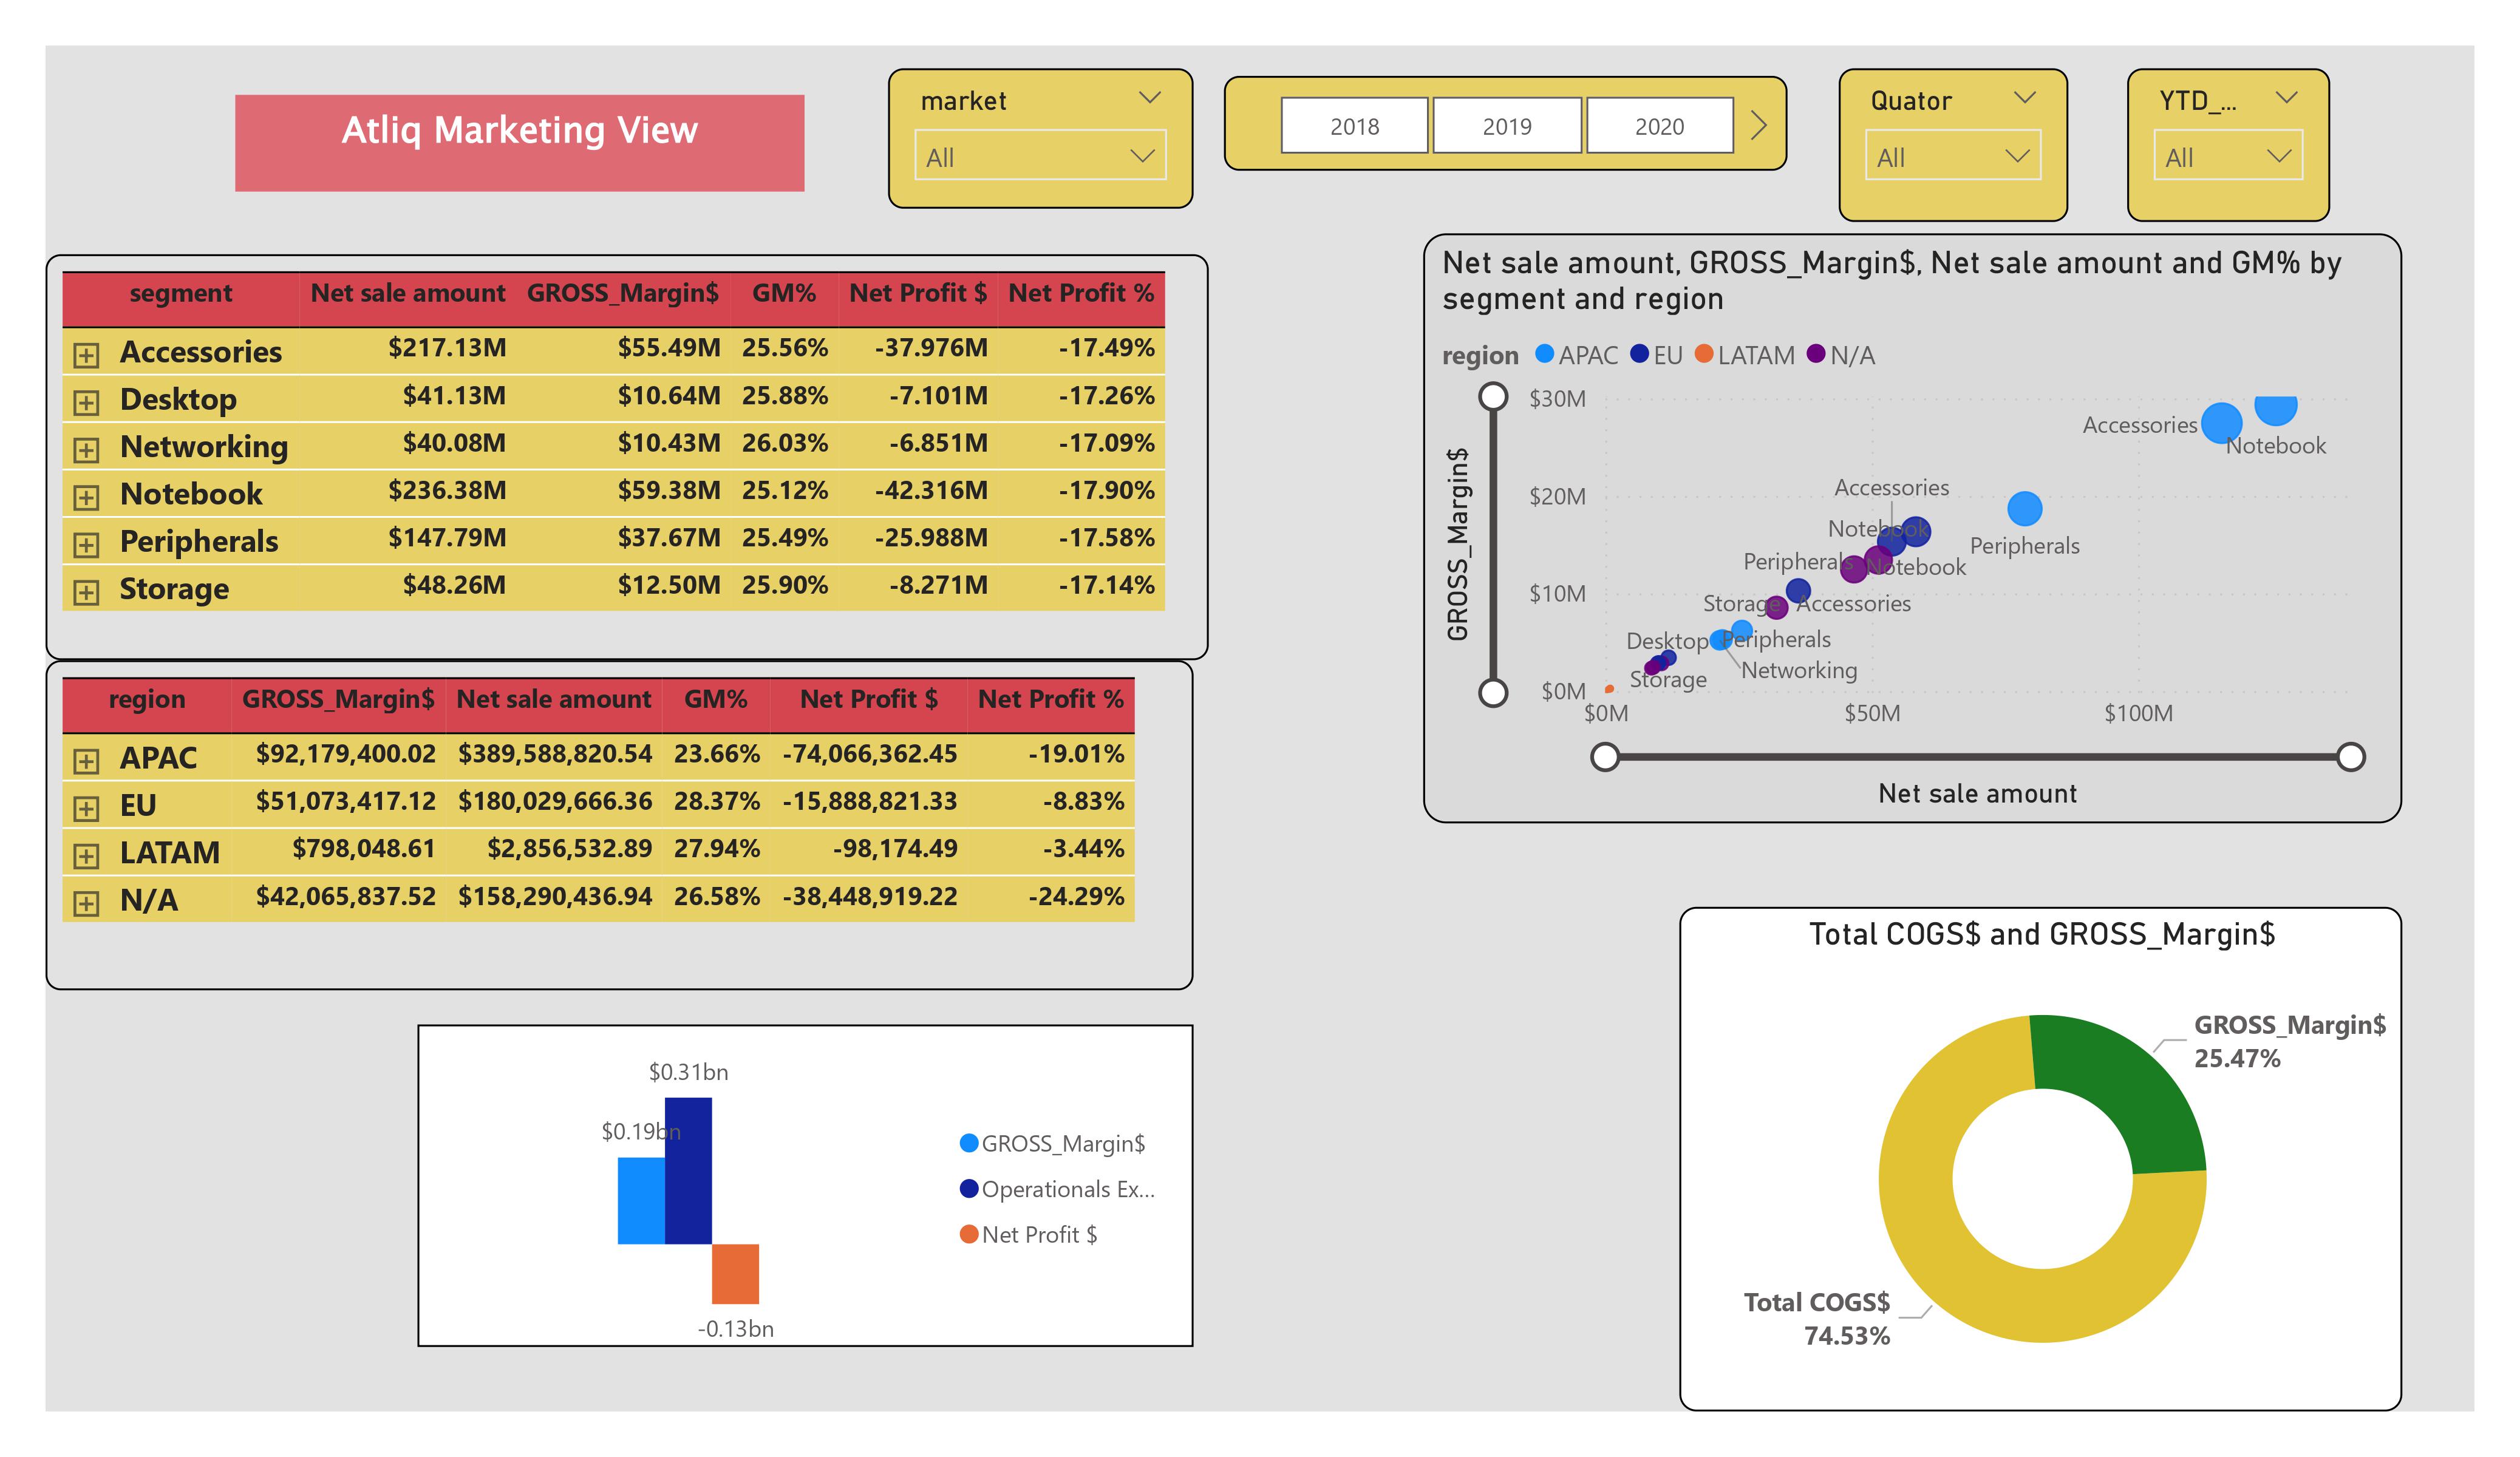 Atliq Marketing View
market
All
2018 2019 2020
Quator
All
YTD_...
All
segment Net sale amount GROSS_Margin$ GM% Net Profit $ Net Profit %
Accessories $217.13M $55.49M 25.56% -37.976M -17.49%
Desktop $41.13M $10.64M 25.88% -7.101M -17.26%
Networking $40.08M $10.43M 26.03% -6.851M -17.09%
Notebook $236.38M $59.38M 25.12% -42.316M -17.90%
Peripherals $147.79M $37.67M 25.49% -25.988M -17.58%
Storage $48.26M $12.50M 25.90% -8.271M -17.14%
region GROSS_Margin$ Net sale amount GM% Net Profit $ Net Profit %
APAC $92,179,400.02 $389,588,820.54 23.66% -74,066,362.45 -19.01%
EU $51,073,417.12 $180,029,666.36 28.37% -15,888,821.33 -8.83%
LATAM $798,048.61 $2,856,532.89 27.94% -98,174.49 -3.44%
N/A $42,065,837.52 $158,290,436.94 26.58% -38,448,919.22 -24.29%
Net sale amount, GROSS_Margin$, Net sale amount and GM% by
segment and region
region APAC EU LATAM N/A
GROSS_Margin$
$30M
Accessories
Notebook
$20M
Accessories
Notebook
Peripherals
Peripherals
Notebook
$10M
Storage
Accessories
Desktop
Peripherals
Networking
Storage
$0M
$0M $50M $100M
Net sale amount
$0.31bn
$0.19bn
-0.13bn
GROSS_Margin$
Operationals Ex...
Net Profit $
Total COGS$ and GROSS_Margin$
GROSS_Margin$
25.47%
Total COGS$
74.53%